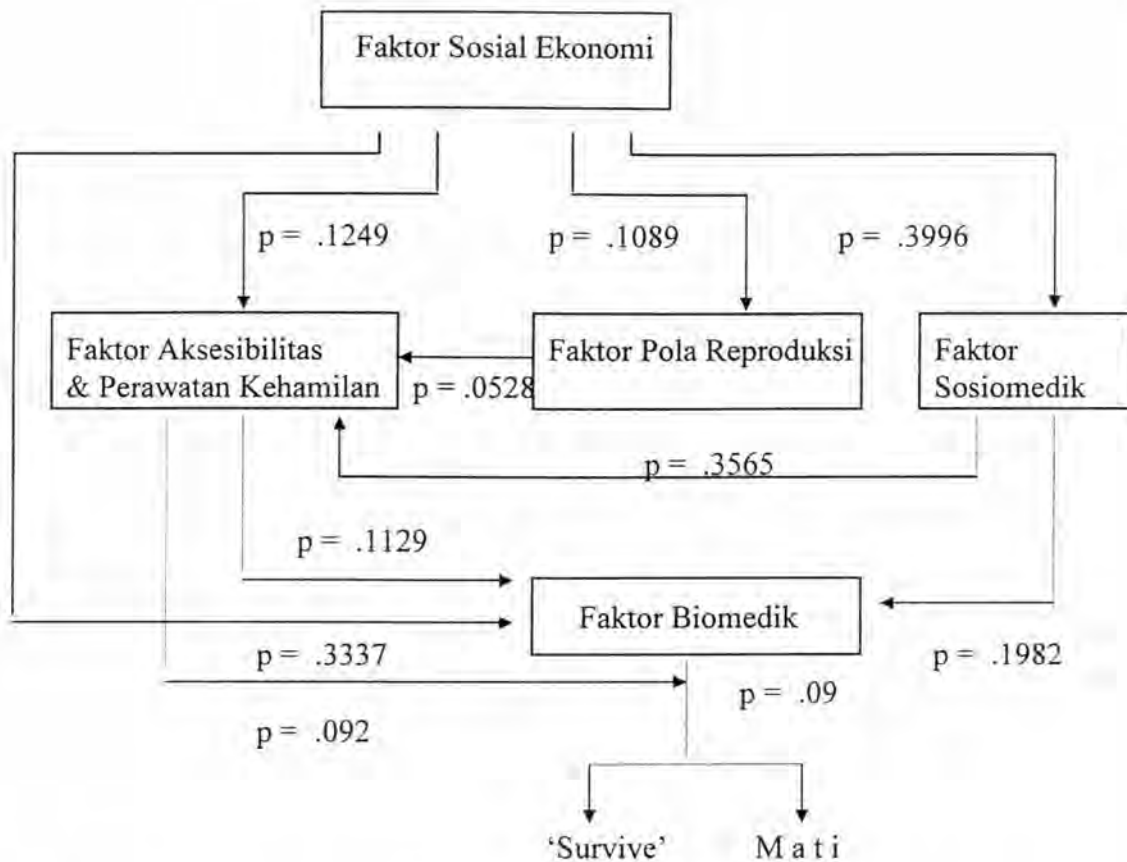 Faktor Sosial Ekonomi
p = .1249
p = .1089
p = .3996
Faktor Aksesibilitas
& Perawatan Kehamilan
p = .0528
Faktor Pola Reproduksi
Faktor
Sosiomedik
p = .3565
p = .1129
Faktor Biomedik
p = .3337
p = .1982
p = .09
p = .092
‘Survive’
M a t i